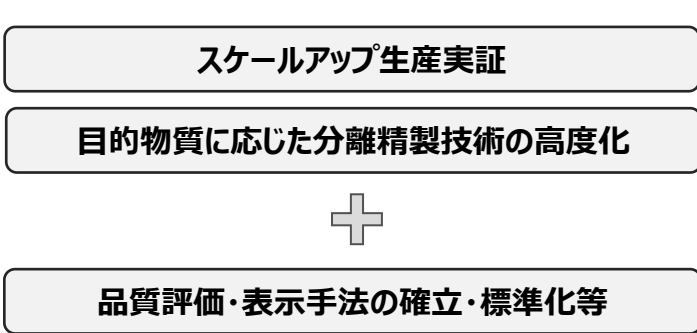 スケールアップ生産実証
目的物質に応じた分離精製技術の高度化
品質評価・表示手法の確立・標準化等